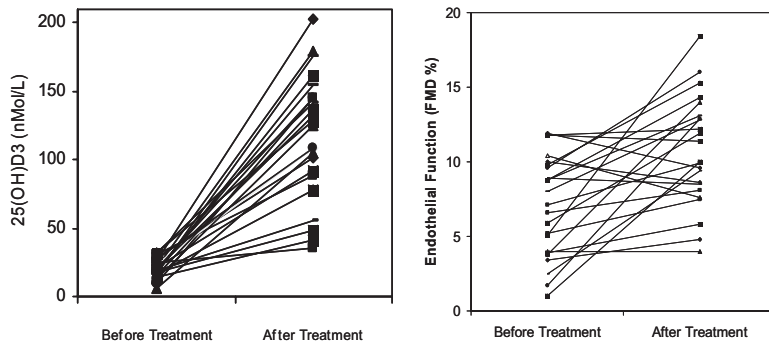 200
150
100
50
0
25(OH)D3 (nMol/L)
Before Treatment After Treatment
20
15
10
5
0
Endothelial Function (FMD %)
Before Treatment After Treatment